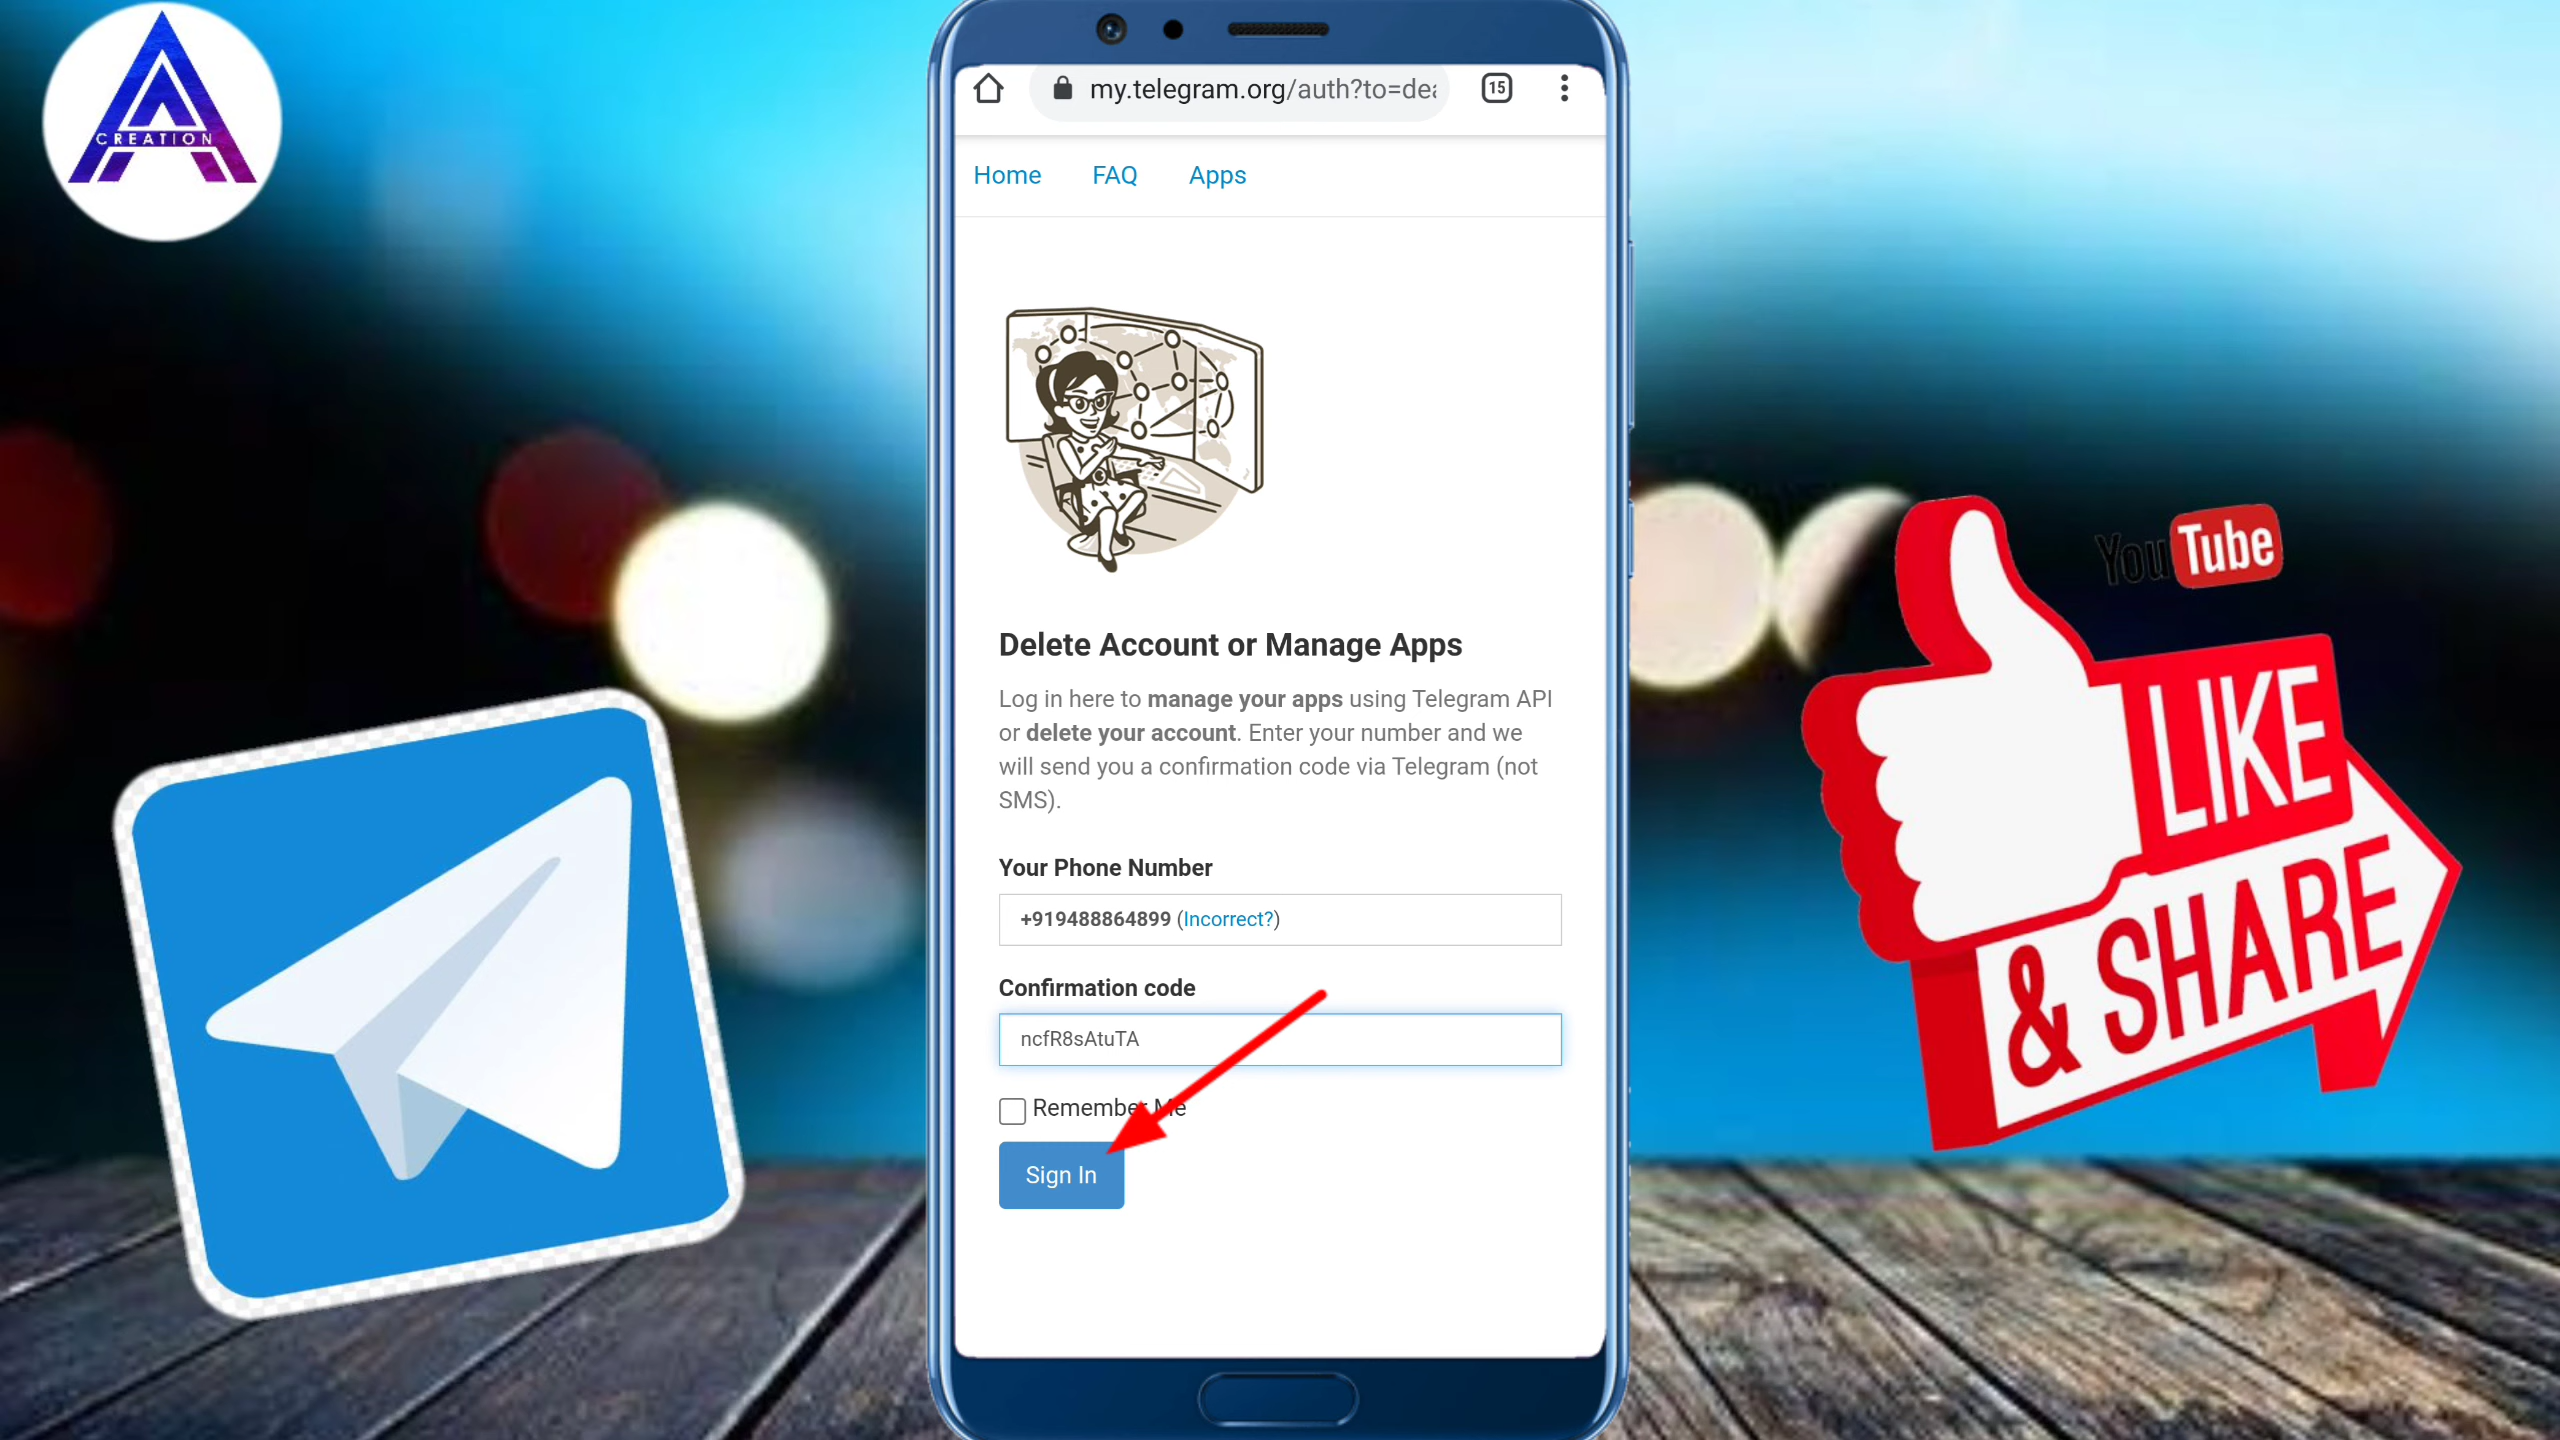 CREATION
my.telegram.org/auth?to=dea
15
Home FAQ Apps
Delete Account or Manage Apps
Log in here to manage your apps using Telegram API
or delete your account. Enter your number and we
will send you a confirmation code via Telegram (not
SMS).
Your Phone Number
+919488864899 (Incorrect?)
Confirmation code
ncfR8sAtuTA
Remember Me
Sign In
YouTube
LIKE
& SHARE